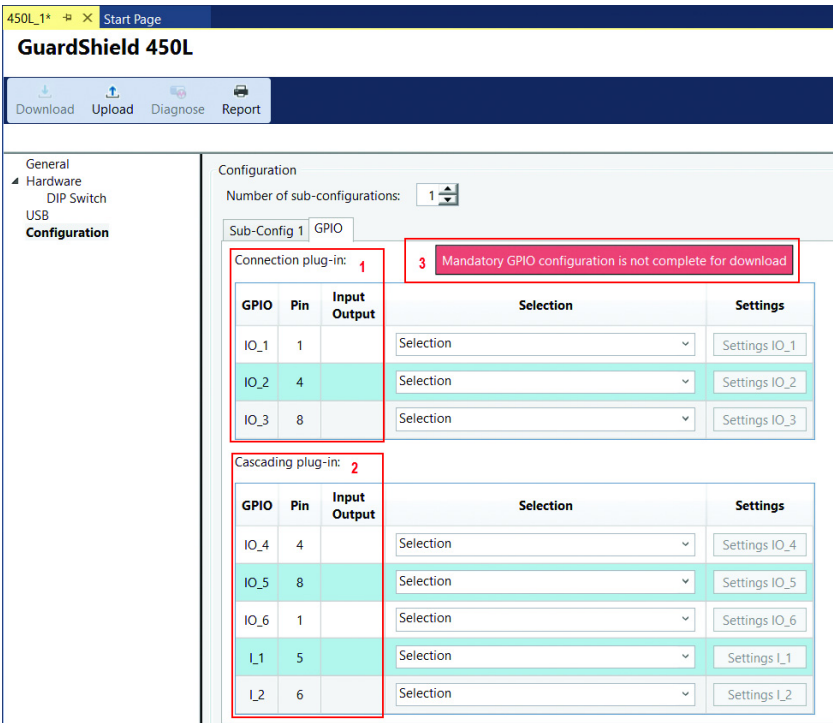 450L_1* Start Page
GuardShield 450L
Download Upload Diagnose Report
General
Hardware
DIP Switch
USB
Configuration
Configuration
Number of sub-configurations: 1
Sub-Config 1 GPIO
Connection plug-in: 1
3 Mandatory GPIO configuration is not complete for download
GPIO Pin Input Output Selection Settings
IO_1 1 Selection Settings IO_1
IO_2 4 Selection Settings IO_2
IO_3 8 Selection Settings IO_3
Cascading plug-in: 2
GPIO Pin Input Output Selection Settings
IO_4 4 Selection Settings IO_4
IO_5 8 Selection Settings IO_5
IO_6 1 Selection Settings IO_6
I_1 5 Selection Settings I_1
I_2 6 Selection Settings I_2